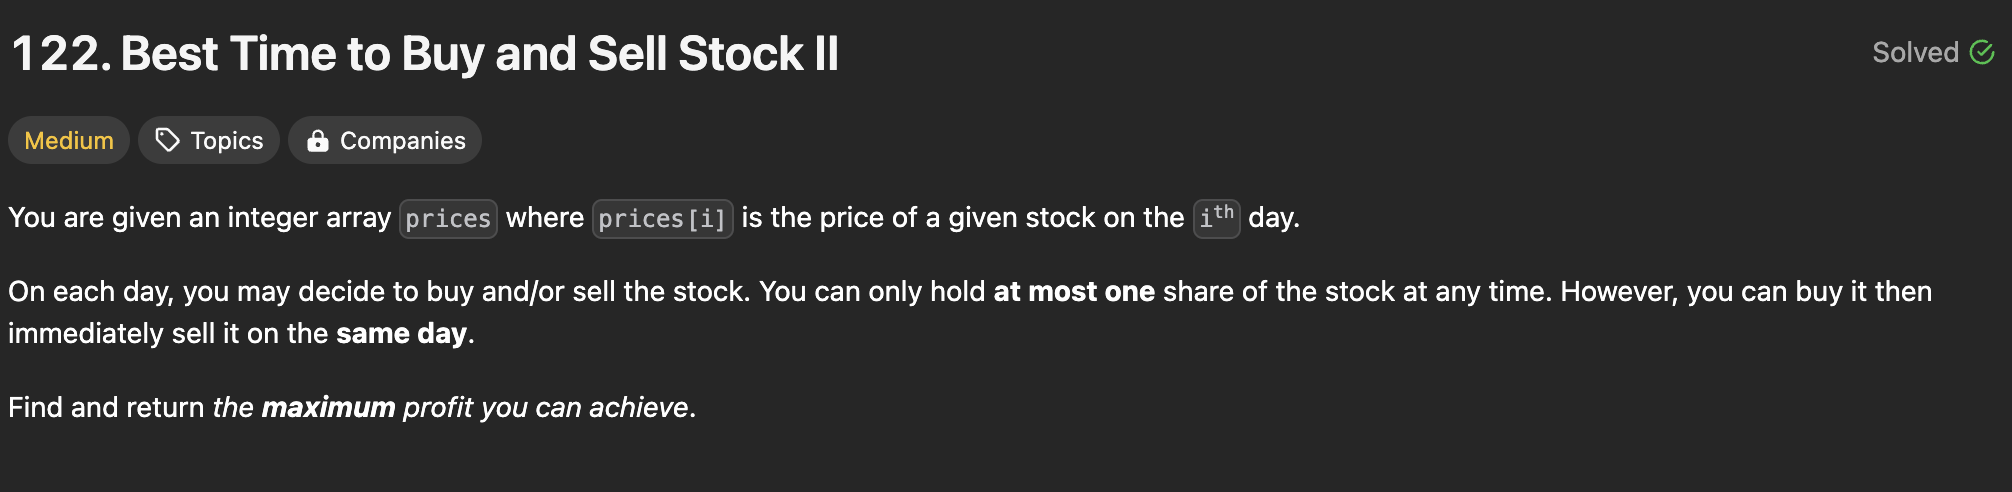 122. Best Time to Buy and Sell Stock II
Solved
Medium
Topics
Companies
You are given an integer array prices where prices[i] is the price of a given stock on the ith day.
On each day, you may decide to buy and/or sell the stock. You can only hold at most one share of the stock at any time. However, you can buy it then
immediately sell it on the same day.
Find and return the maximum profit you can achieve.